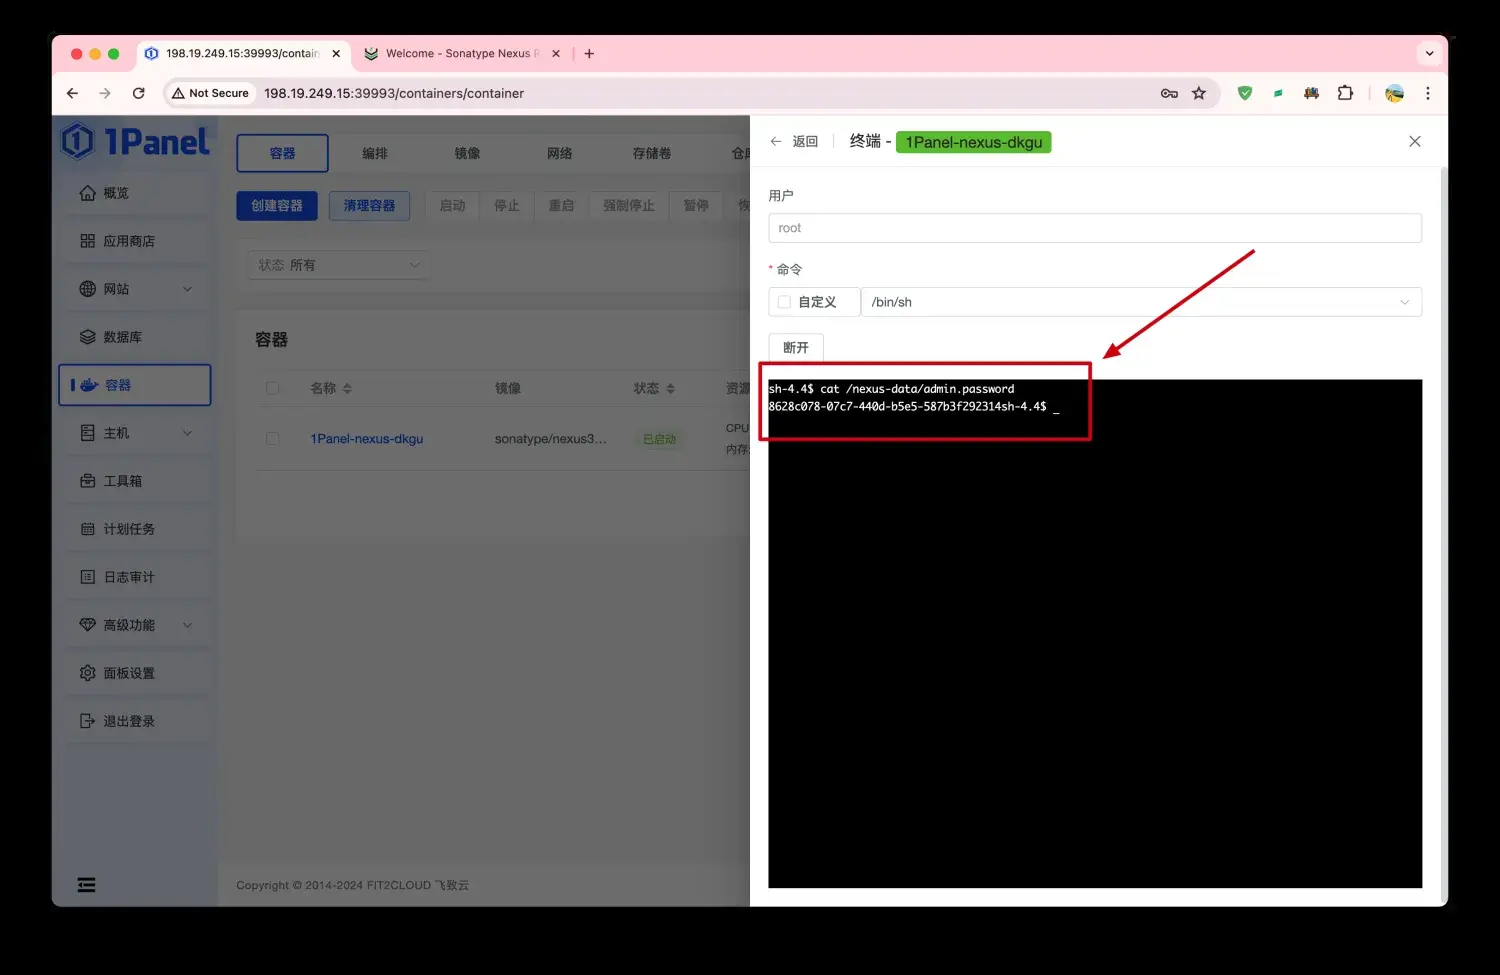 198.19.249.15:39993/contain
Welcome - Sonatype Nexus R
Not Secure
198.19.249.15:39993/containers/container
1Panel
概览
应用商店
网站
数据库
容器
主机
工具箱
计划任务
日志审计
高级功能
面板设置
退出登录
容器 编排 镜像 网络 存储卷
创建容器 清理容器 启动 停止 重启 强制停止 暂停
状态 所有
容器
名称 镜像 状态
1Panel-nexus-dkgu sonatype/nexus3... 已启动
CPU
内存
Copyright © 2014-2024 FIT2CLOUD 飞致云
返回 终端 - 1Panel-nexus-dkgu
用户
root
* 命令
自定义 /bin/sh
断开
sh-4.4$ cat /nexus-data/admin.password
8628c078-07c7-440d-b5e5-587b3f292314sh-4.4$ _